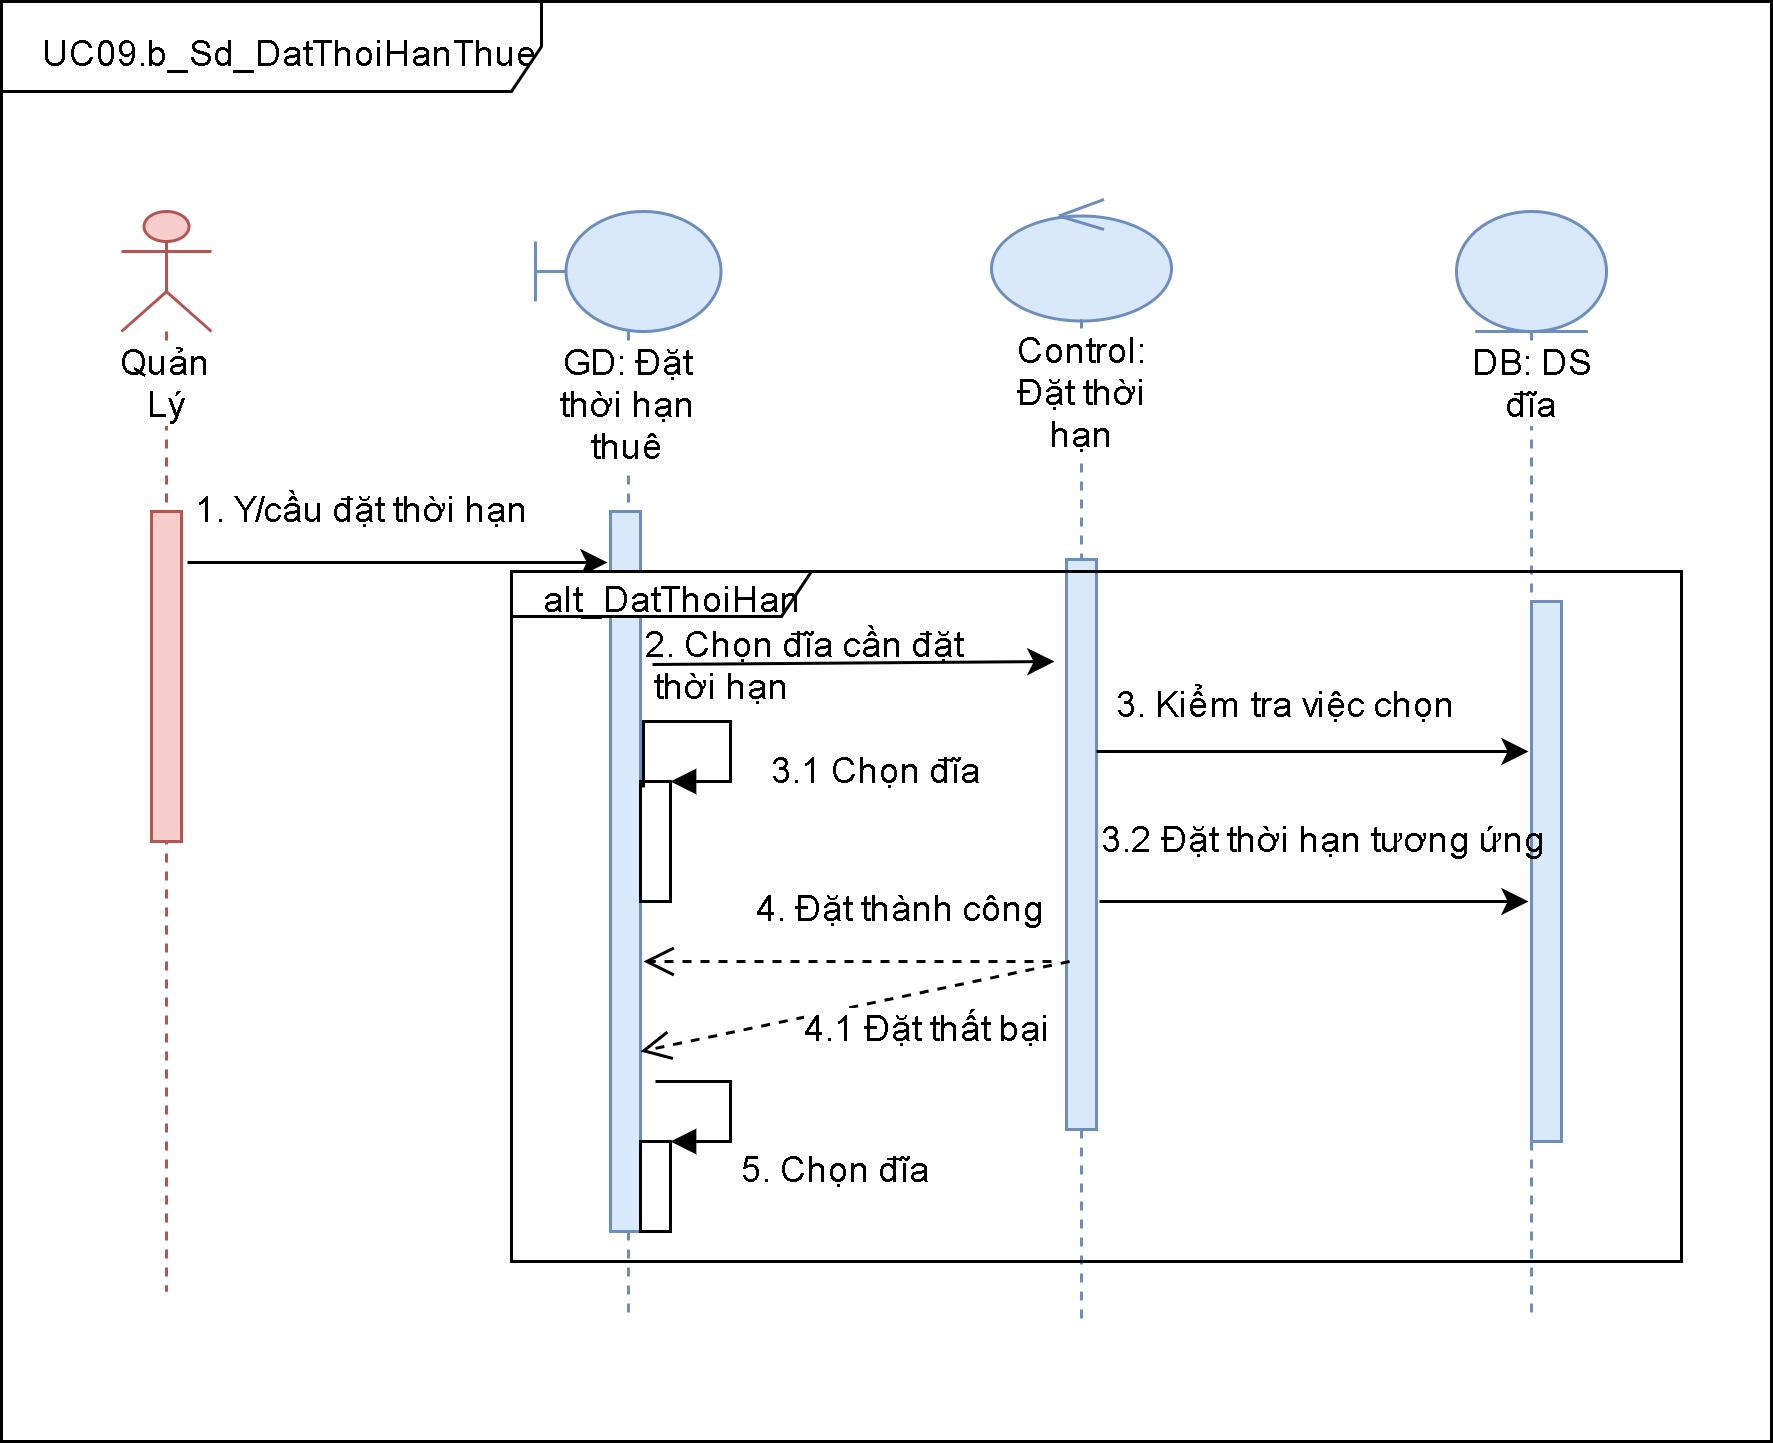 UC09.b_Sd_DatThoiHanThue
Quản
Lý
GD: Đặt
thời hạn
thuê
Control:
Đặt thời
hạn
DB: DS
đĩa
1. Y/cầu đặt thời hạn
alt_DatThoiHan
2. Chọn đĩa cần đặt
thời hạn
3. Kiểm tra việc chọn
3.1 Chọn đĩa
3.2 Đặt thời hạn tương ứng
4. Đặt thành công
4.1 Đặt thất bại
5. Chọn đĩa